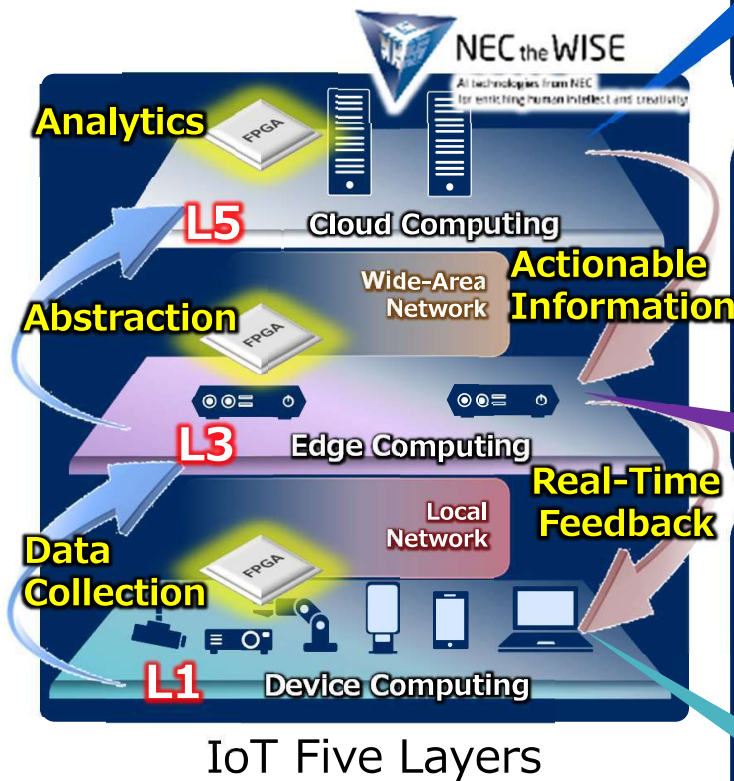 NEC the WISE
AI technologies from NEC
for enriching human intellect and creativity
Analytics
FPGA
L5
Cloud Computing
Wide-Area
Network
Actionable
Information
Abstraction
FPGA
L3
Edge Computing
Real-Time
Feedback
Local
Network
Data
Collection
FPGA
L1
Device Computing
IoT Five Layers